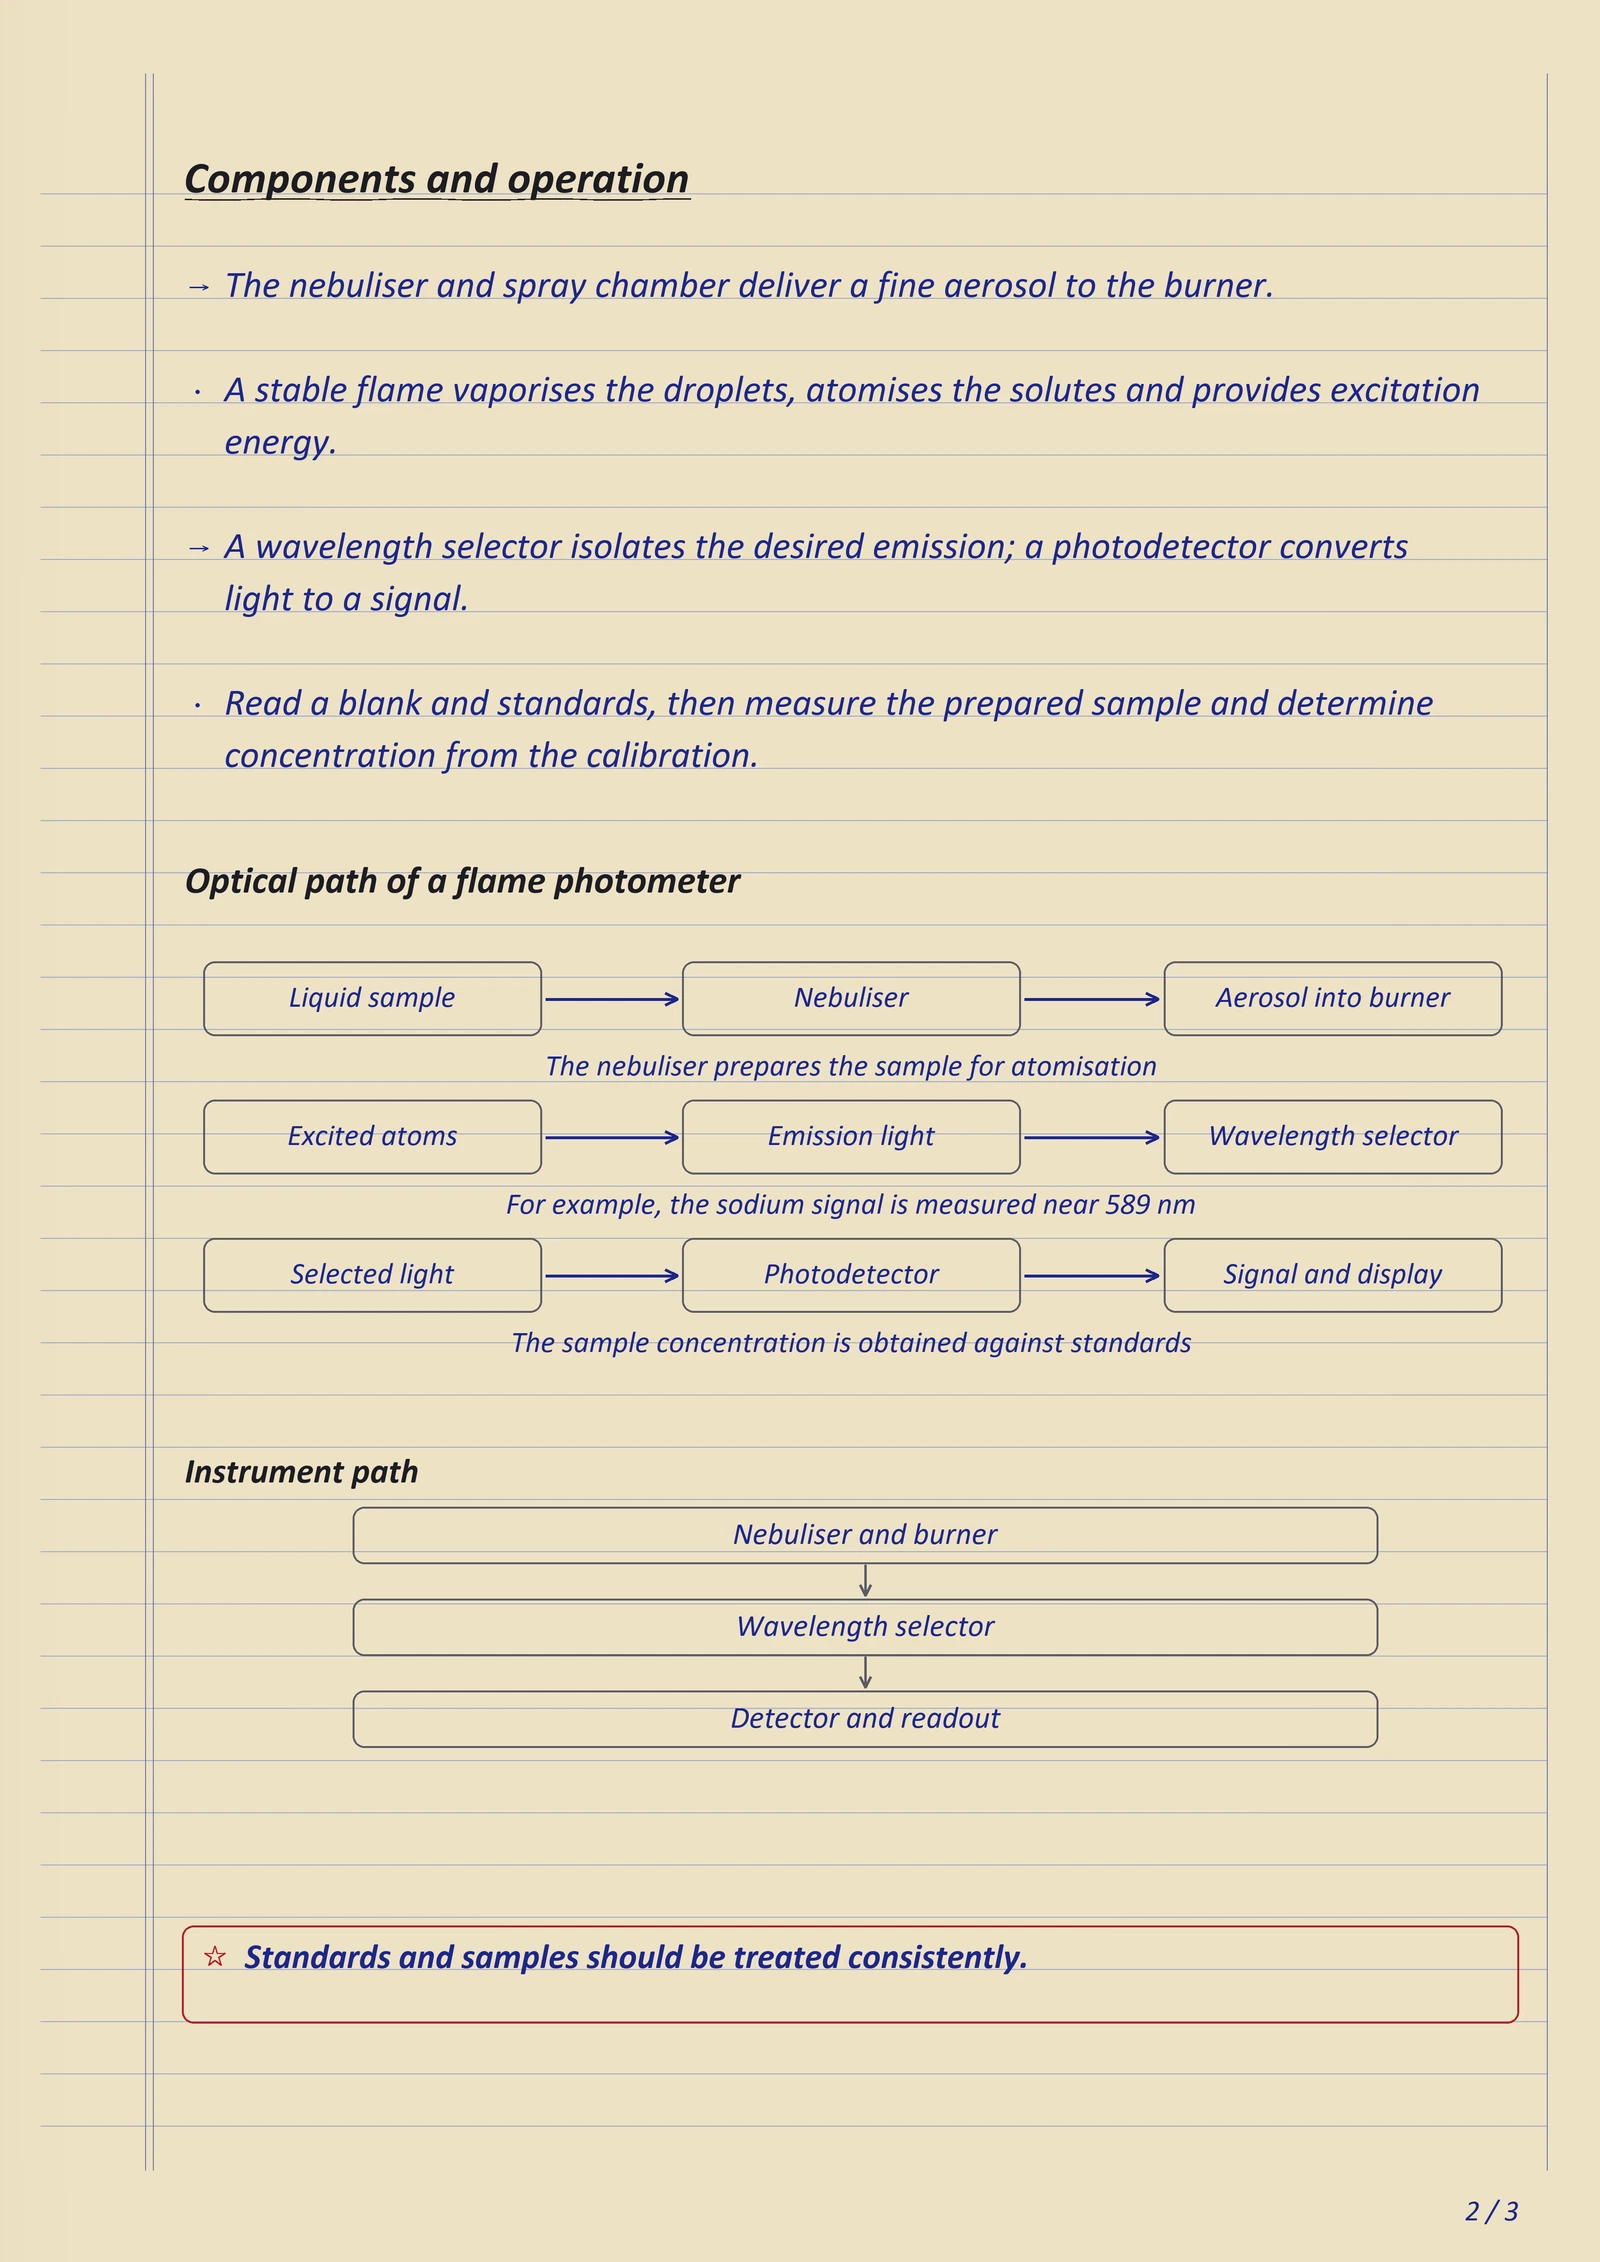 Components and operation
→ The nebuliser and spray chamber deliver a fine aerosol to the burner.
· A stable flame vaporises the droplets, atomises the solutes and provides excitation
energy.
→ A wavelength selector isolates the desired emission; a photodetector converts
light to a signal.
· Read a blank and standards, then measure the prepared sample and determine
concentration from the calibration.
Optical path of a flame photometer
Liquid sample → Nebuliser → Aerosol into burner
The nebuliser prepares the sample for atomisation
Excited atoms → Emission light → Wavelength selector
For example, the sodium signal is measured near 589 nm
Selected light → Photodetector → Signal and display
The sample concentration is obtained against standards
Instrument path
Nebuliser and burner
↓
Wavelength selector
↓
Detector and readout
☆ Standards and samples should be treated consistently.
2 / 3